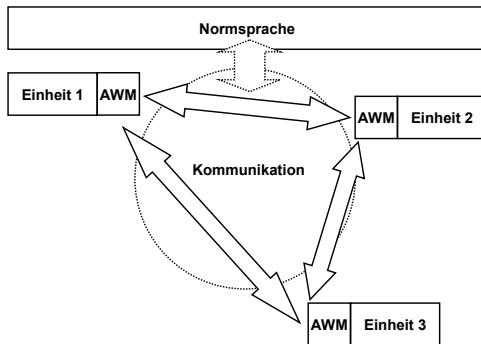 Normsprache
Einheit 1 AWM
AWM Einheit 2
Kommunikation
AWM Einheit 3